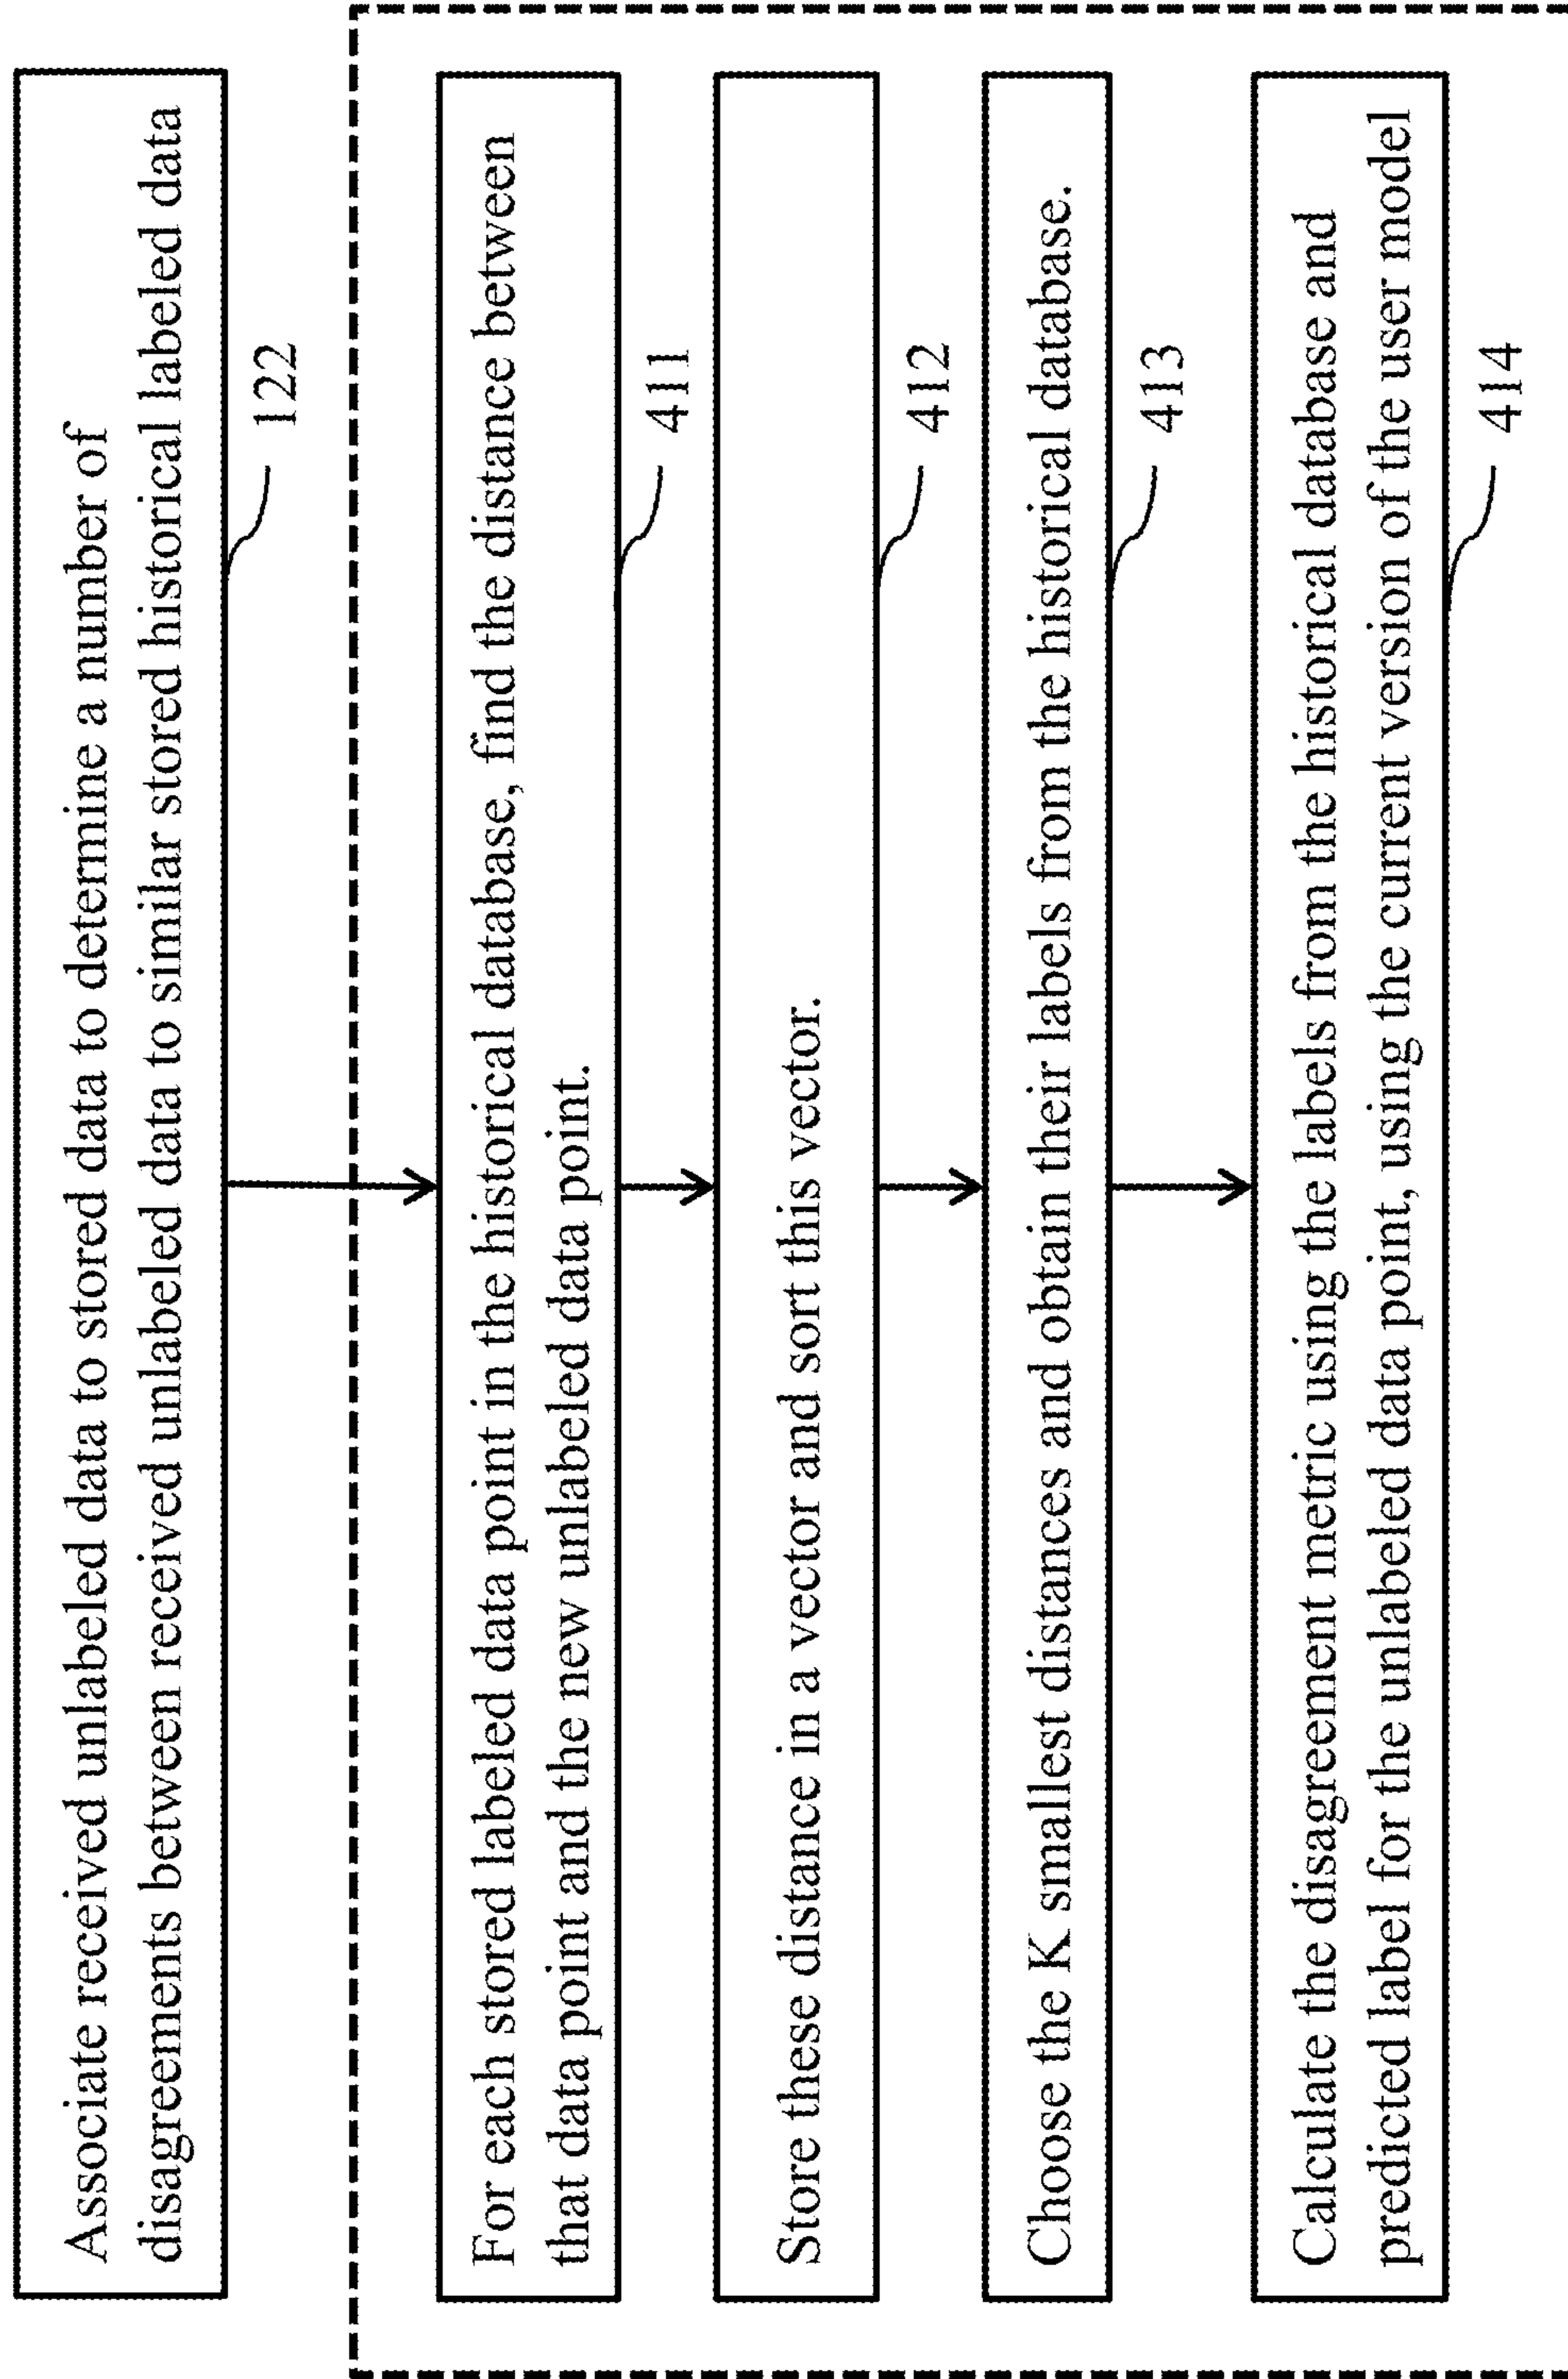 Associate received unlabeled data to stored data to determine a number of
disagreements between received unlabeled data to similar stored historical labeled data
122
For each stored labeled data point in the historical database, find the distance between
that data point and the new unlabeled data point.
411
Store these distance in a vector and sort this vector.
412
Choose the K smallest distances and obtain their labels from the historical database.
413
Calculate the disagreement metric using the labels from the historical database and
predicted label for the unlabeled data point, using the current version of the user model
414